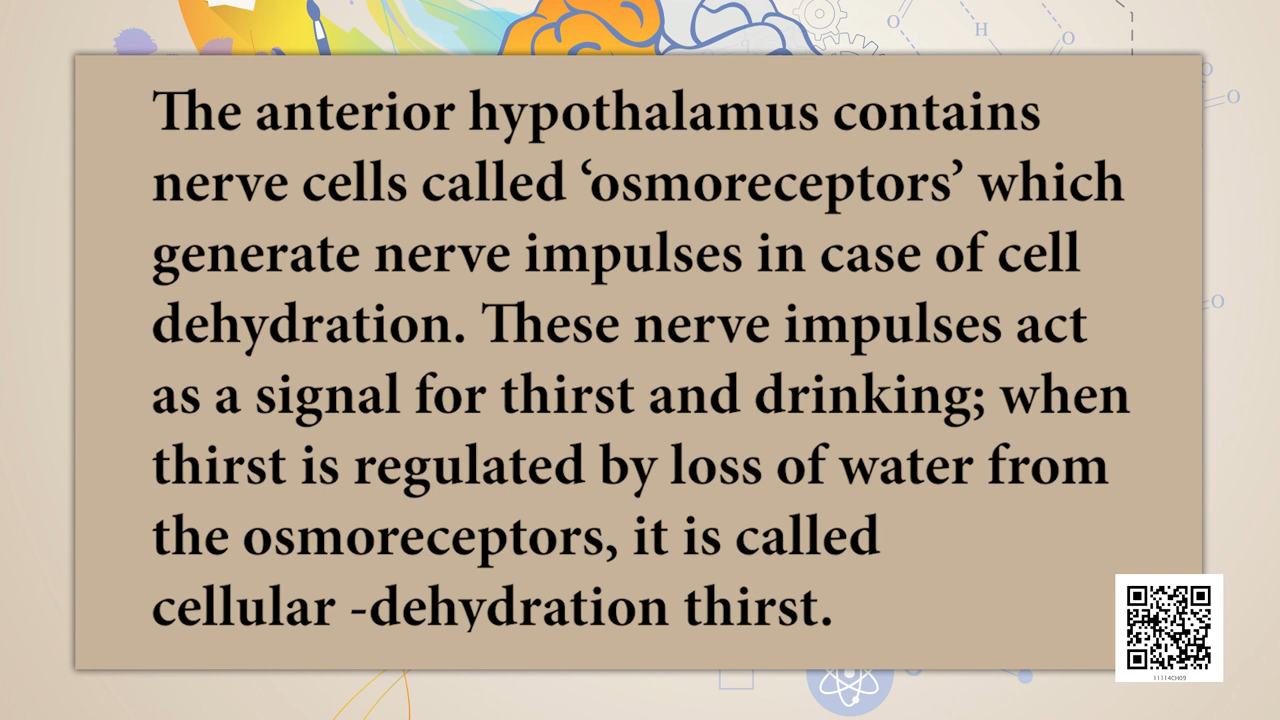 The anterior hypothalamus contains
nerve cells called ‘osmoreceptors’ which
generate nerve impulses in case of cell
dehydration. These nerve impulses act
as a signal for thirst and drinking; when
thirst is regulated by loss of water from
the osmoreceptors, it is called
cellular -dehydration thirst.
O
H
O
O
O
O
11114CH09